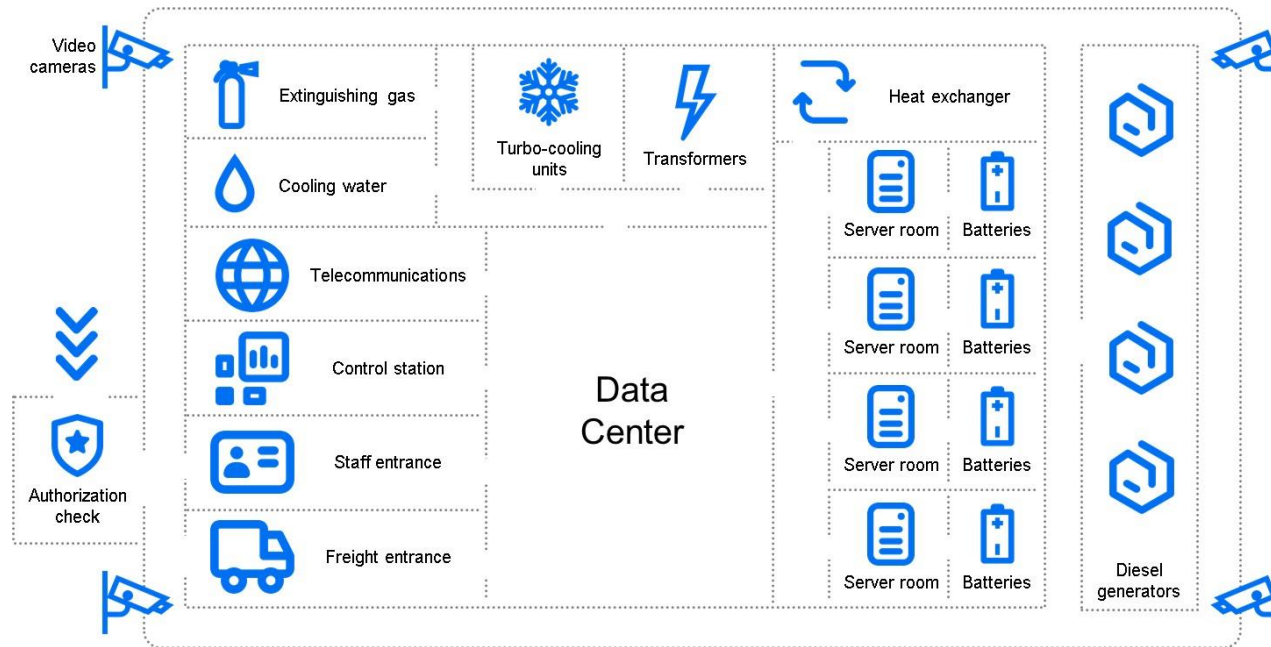 Video
cameras
Extinguishing gas
Turbo-cooling
units
Transformers
Heat exchanger
Cooling water
Server room
Batteries
Telecommunications
Server room
Batteries
Control station
Data
Center
Server room
Batteries
Staff entrance
Authorization
check
Freight entrance
Server room
Batteries
Diesel
generators